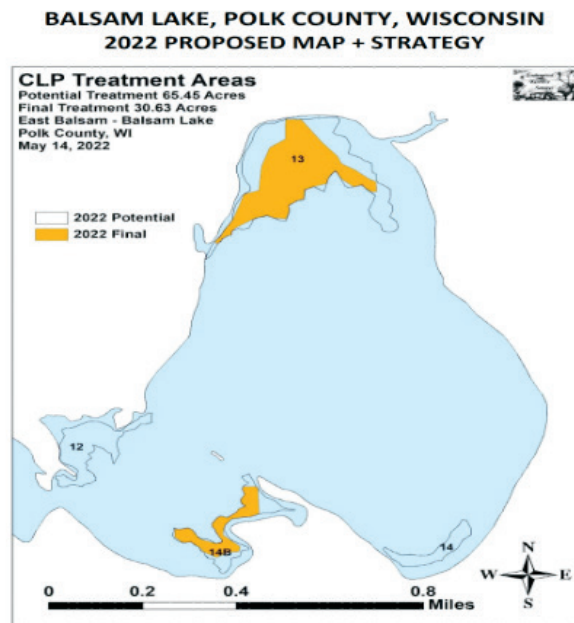 BALSAM LAKE, POLK COUNTY, WISCONSIN
2022 PROPOSED MAP + STRATEGY
CLP Treatment Areas
Potential Treatment 65.45 Acres
Final Treatment 30.63 Acres
East Balsam - Balsam Lake
Polk County, WI
May 14, 2022
13
2022 Potential
2022 Final
12
14B
14
N
W E
S
0 0.2 0.4 0.8
Miles